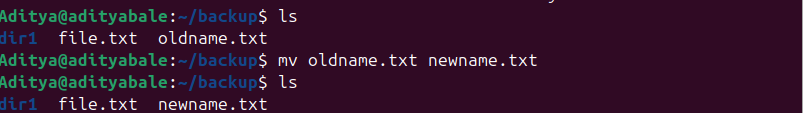 Aditya@adityabale:~/backup$ ls
dir1  file.txt  oldname.txt
Aditya@adityabale:~/backup$ mv oldname.txt newname.txt
Aditya@adityabale:~/backup$ ls
dir1  file.txt  newname.txt